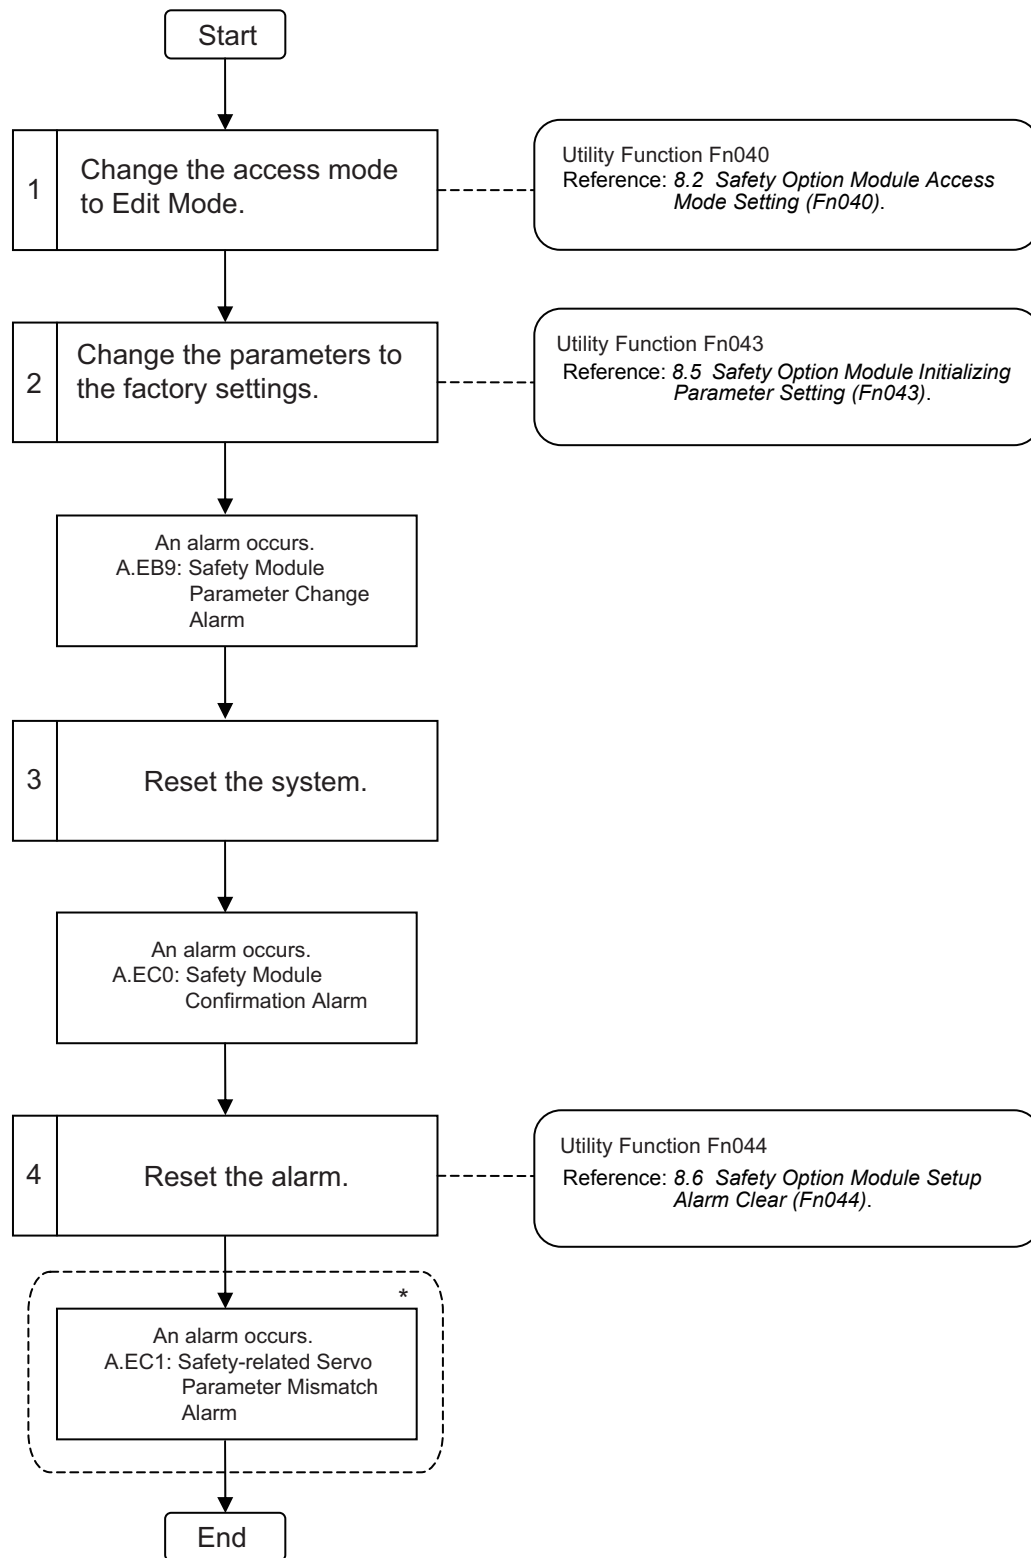 Start
1
Change the access mode
to Edit Mode.
Utility Function Fn040
Reference: 8.2 Safety Option Module Access
Mode Setting (Fn040).
2
Change the parameters to
the factory settings.
Utility Function Fn043
Reference: 8.5 Safety Option Module Initializing
Parameter Setting (Fn043).
An alarm occurs.
A.EB9: Safety Module
Parameter Change
Alarm
3
Reset the system.
An alarm occurs.
A.EC0: Safety Module
Confirmation Alarm
4
Reset the alarm.
Utility Function Fn044
Reference: 8.6 Safety Option Module Setup
Alarm Clear (Fn044).
*
An alarm occurs.
A.EC1: Safety-related Servo
Parameter Mismatch
Alarm
End